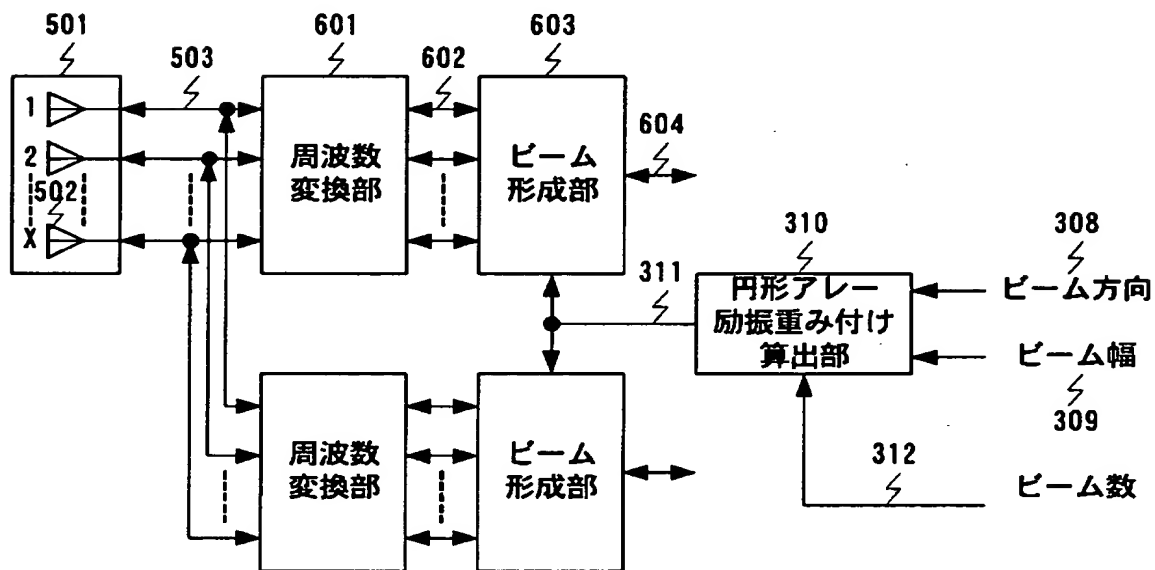 501
503
601
602
603
604
1
2
502
X
周波数
変換部
ビーム
形成部
310
308
311
円形アレー
励振重み付け
算出部
ビーム方向
ビーム幅
309
周波数
変換部
ビーム
形成部
312
ビーム数